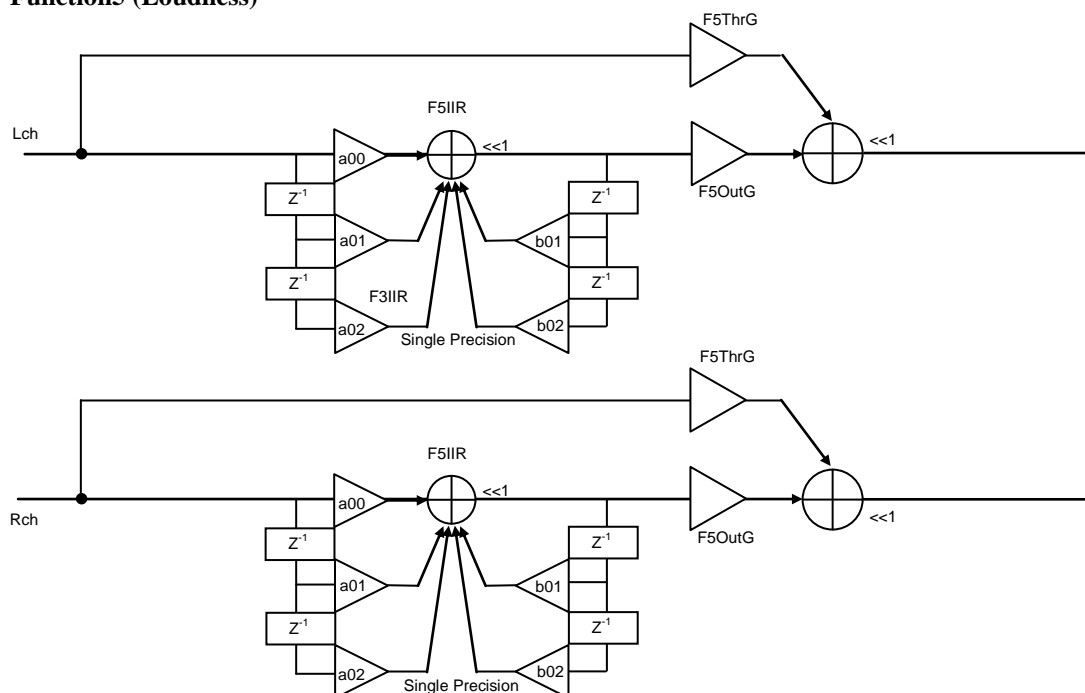 Function5 (Loudness)
F5ThrG
F5IIR
Lch
a00
<<1
<<1
Z-1
Z-1
F5OutG
a01
b01
Z-1
F3IIR
Z-1
a02
b02
Single Precision
F5ThrG
F5IIR
a00
<<1
Rch
<<1
Z-1
Z-1
F5OutG
a01
b01
Z-1
Z-1
a02
b02
Single Precision